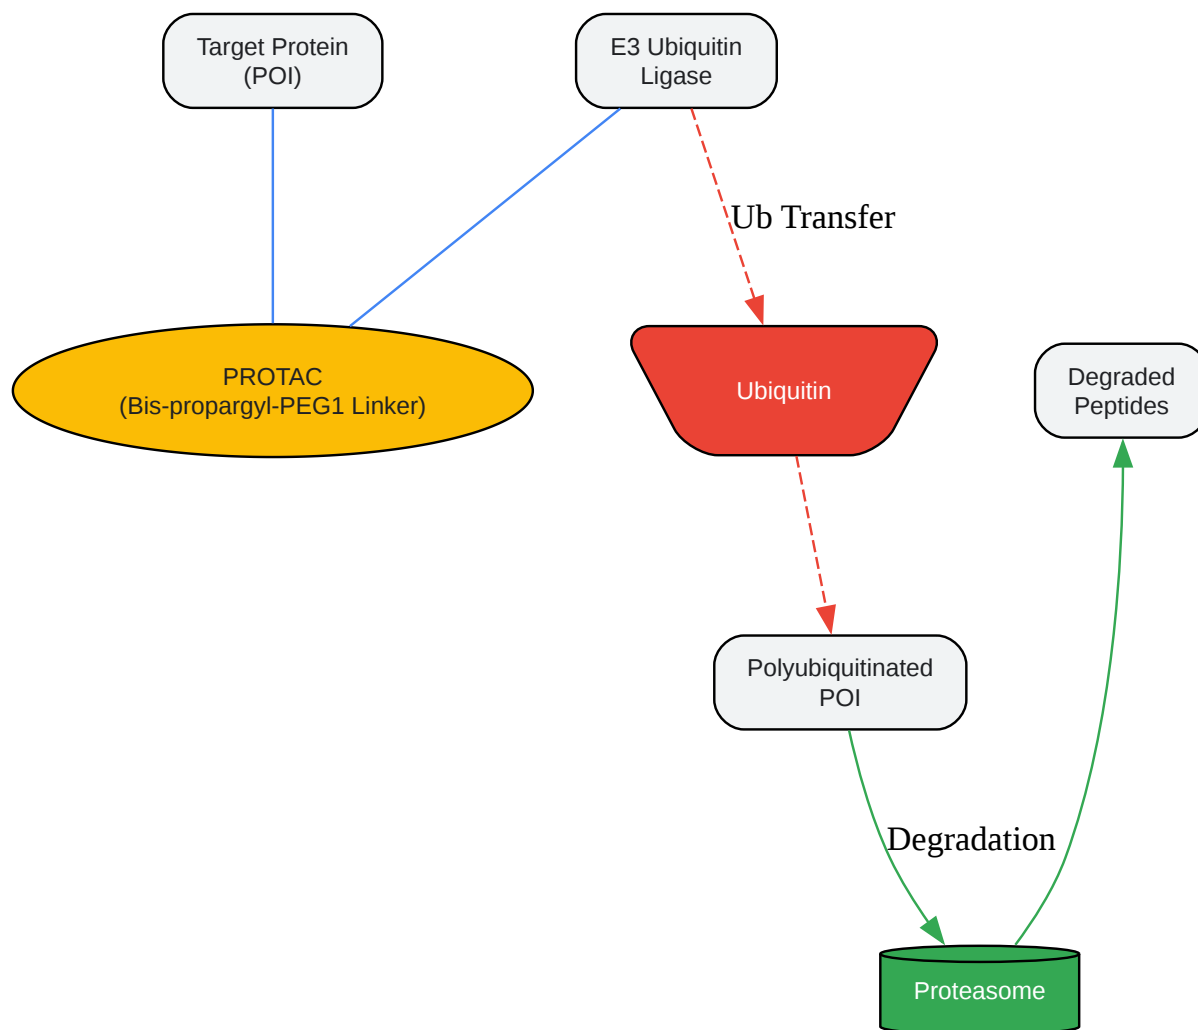 Target Protein
(POI)
E3 Ubiquitin
Ligase
Ub Transfer
PROTAC
(Bis-propargyl-PEG1 Linker)
Ubiquitin
Degraded
Peptides
Polyubiquitinated
POI
Degradation
Proteasome